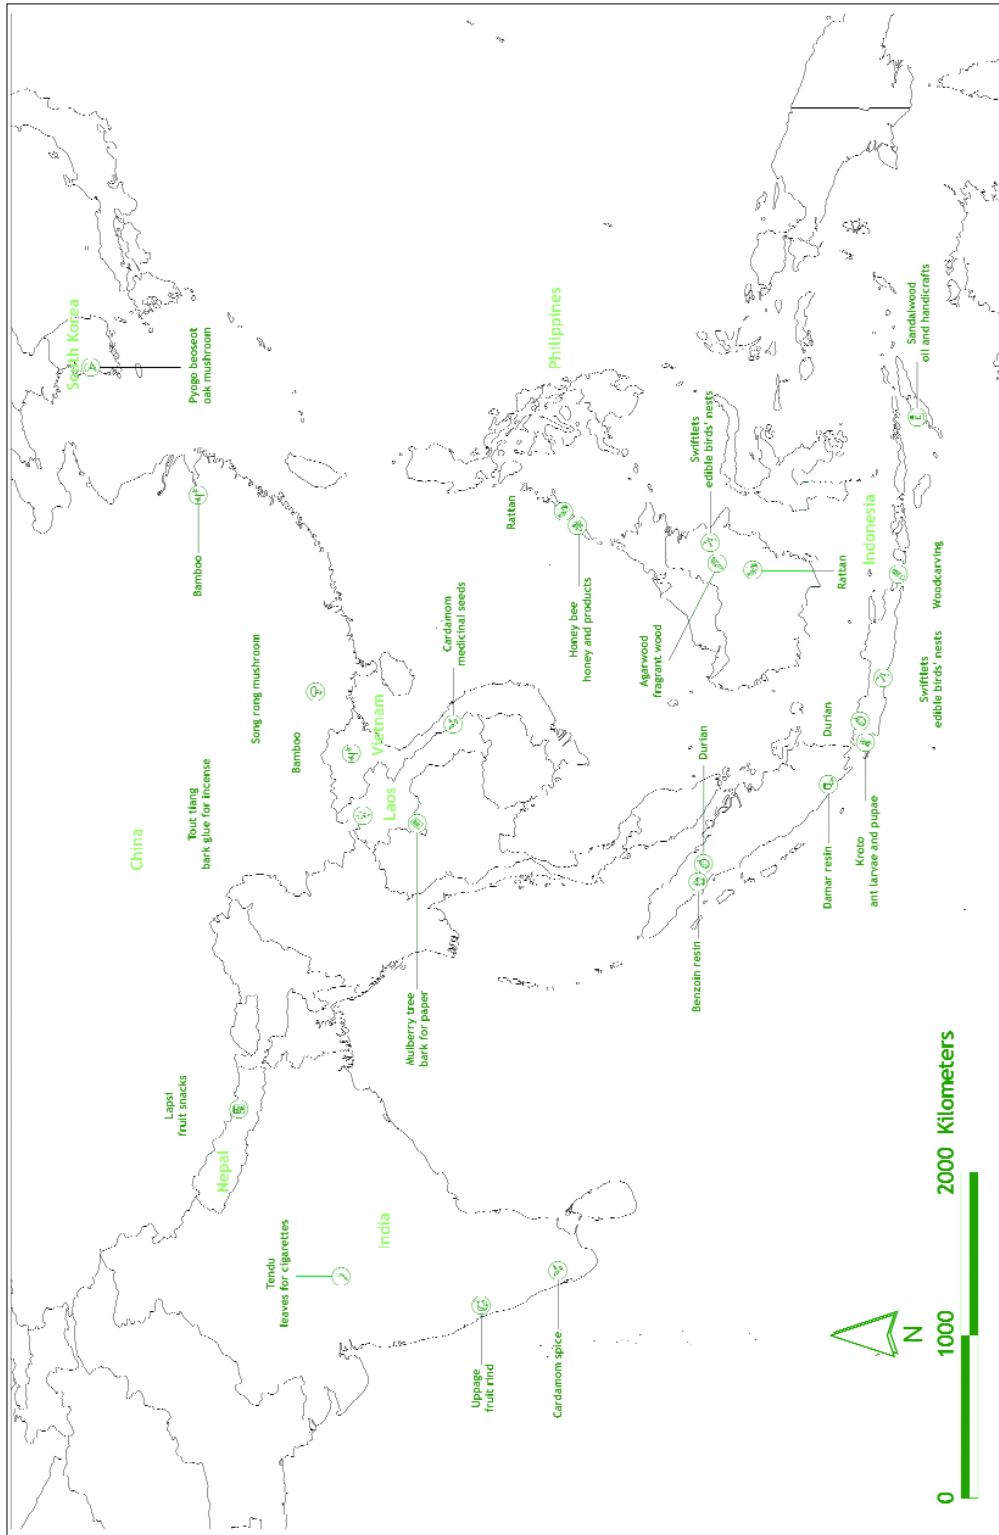 South Korea
Pyogo beoseot
oak mushroom
Bamboo
Song rong mushroom
Bamboo
China
Tout tiang
bark glue for incense
Vietnam
Laos
Cardamom
medicinal seeds
Mulberry tree
bark for paper
Lapsi
fruit snacks
Nepal
India
Tendu
leaves for cigarettes
Uppage
fruit rind
Cardamom spice
Philippines
Rattan
Honey bee
honey and products
Swiftlets
edible birds' nests
Agarwood
fragrant wood
Rattan
Indonesia
Sandalwood
oil and handicrafts
Woodcarving
Swiftlets
edible birds' nests
Durian
Durian
Damar resin
Kroto
ant larvae and pupae
Benzoin resin
N
0 1000 2000 Kilometers